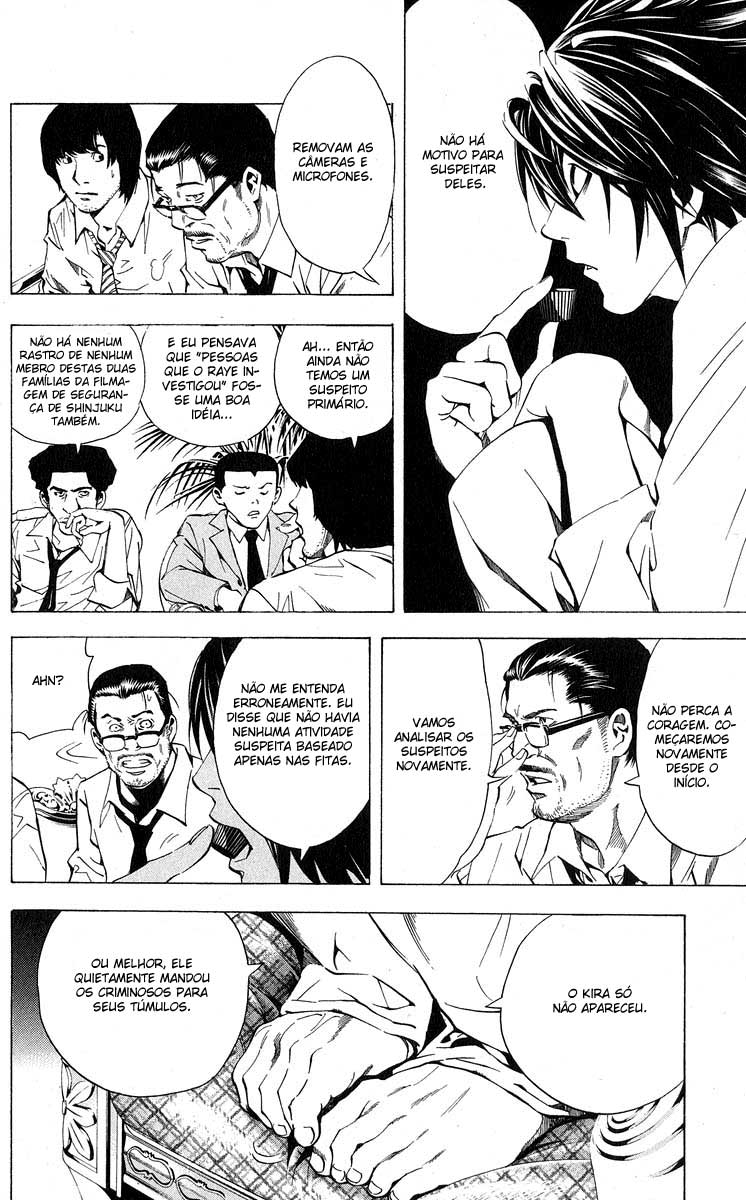 NÃO HÁ
MOTIVO PARA
SUSPEITAR
DELES.
REMOVAM AS
CÂMERAS E
MICROFONES.
AH... ENTÃO
AINDA NÃO
TEMOS UM
SUSPEITO
PRIMÁRIO.
E EU PENSAVA
QUE "PESSOAS
QUE O RAYE IN-
VESTIGOU" FOS-
SE UMA BOA
IDÉIA...
NÃO HÁ NENHUM
RASTRO DE NENHUM
MEBRO DESTAS DUAS
FAMÍLIAS DA FILMA-
GEM DE SEGURAN-
ÇA DE SHINJUKU
TAMBÉM.
NÃO PERCA A
CORAGEM. CO-
MEÇAREMOS
NOVAMENTE
DESDE O
INÍCIO.
VAMOS
ANALISAR OS
SUSPEITOS
NOVAMENTE.
NÃO ME ENTENDA
ERRONEAMENTE. EU
DISSE QUE NÃO HAVIA
NENHUMA ATIVIDADE
SUSPEITA BASEADO
APENAS NAS FITAS.
AHN?
O KIRA SÓ
NÃO APARECEU.
OU MELHOR, ELE
QUIETAMENTE MANDOU
OS CRIMINOSOS PARA
SEUS TÚMULOS.